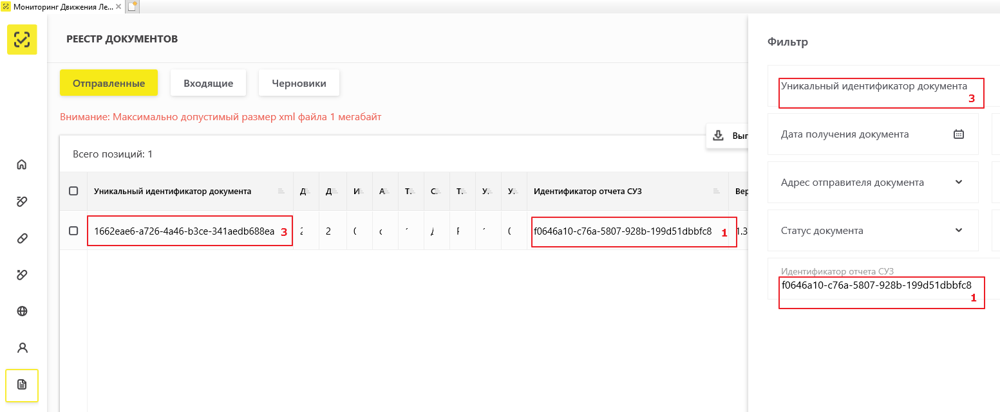 Мониторинг Движения Ле...
РЕЕСТР ДОКУМЕНТОВ
Отправленные
Входящие
Черновики
Внимание: Максимально допустимый размер xml файла 1 мегабайт
Выг
Всего позиций: 1
Уникальный идентификатор документа Д Д И А Т. С. Т. У. У. Идентификатор отчета СУЗ Вер
1662eae6-a726-4a46-b3ce-341aedb688ea 3 2 2 f0646a10-c76a-5807-928b-199d51dbbfc8 1 1.3
Фильтр
Уникальный идентификатор документа
3
Дата получения документа
Адрес отправителя документа
Статус документа
Идентификатор отчета СУЗ
f0646a10-c76a-5807-928b-199d51dbbfc8
1